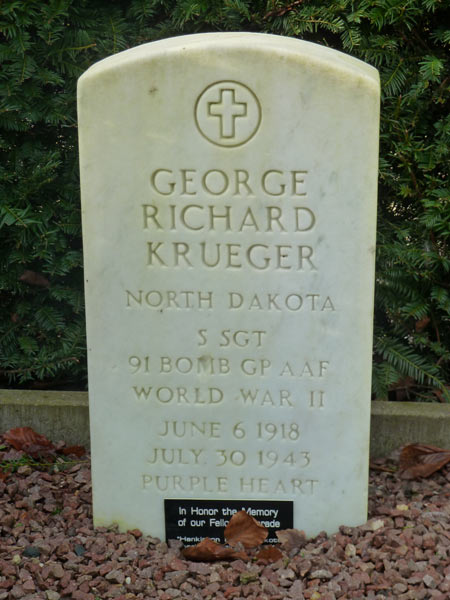 GEORGE
RICHARD
KRUEGER
NORTH DAKOTA
S SGT
91 BOMB GP AAF
WORLD WAR II
JUNE 6 1918
JULY 30 1943
PURPLE HEART
In Honor the Memory
of our
"Hankinson